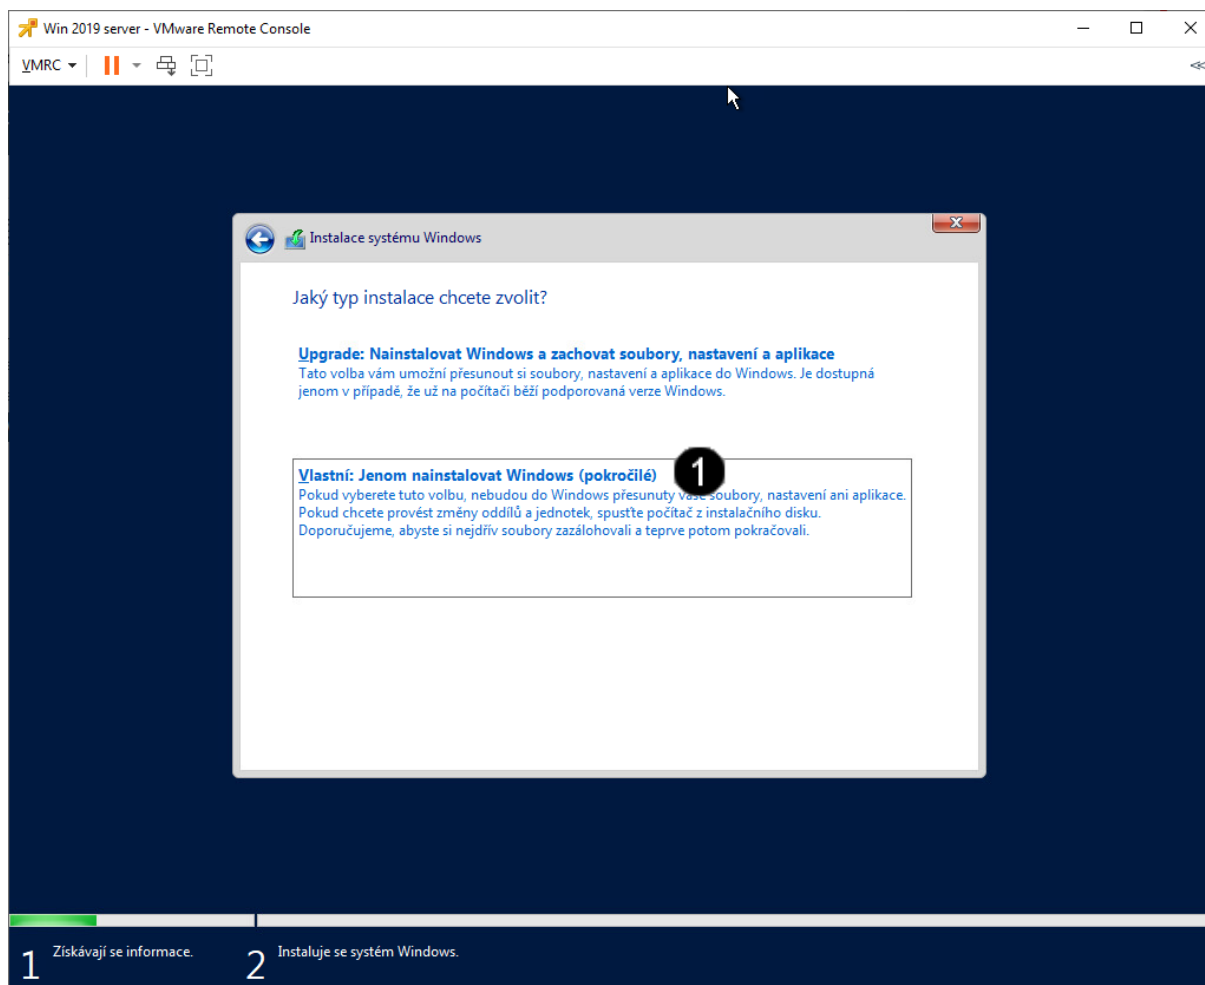 Win 2019 server - VMware Remote Console
VMRC
Instalace systému Windows
Jaký typ instalace chcete zvolit?
Upgrade: Nainstalovat Windows a zachovat soubory, nastavení a aplikace
Tato volba vám umožní přesunout si soubory, nastavení a aplikace do Windows. Je dostupná
jenom v případě, že už na počítači běží podporovaná verze Windows.
Vlastní: Jenom nainstalovat Windows (pokročilé) 1
Pokud vyberete tuto volbu, nebudou do Windows přesunuty vaše soubory, nastavení ani aplikace.
Pokud chcete provést změny oddílů a jednotek, spusťte počítač z instalačního disku.
Doporučujeme, abyste si nejdřív soubory zazálohovali a teprve potom pokračovali.
1 Získávají se informace.
2 Instaluje se systém Windows.